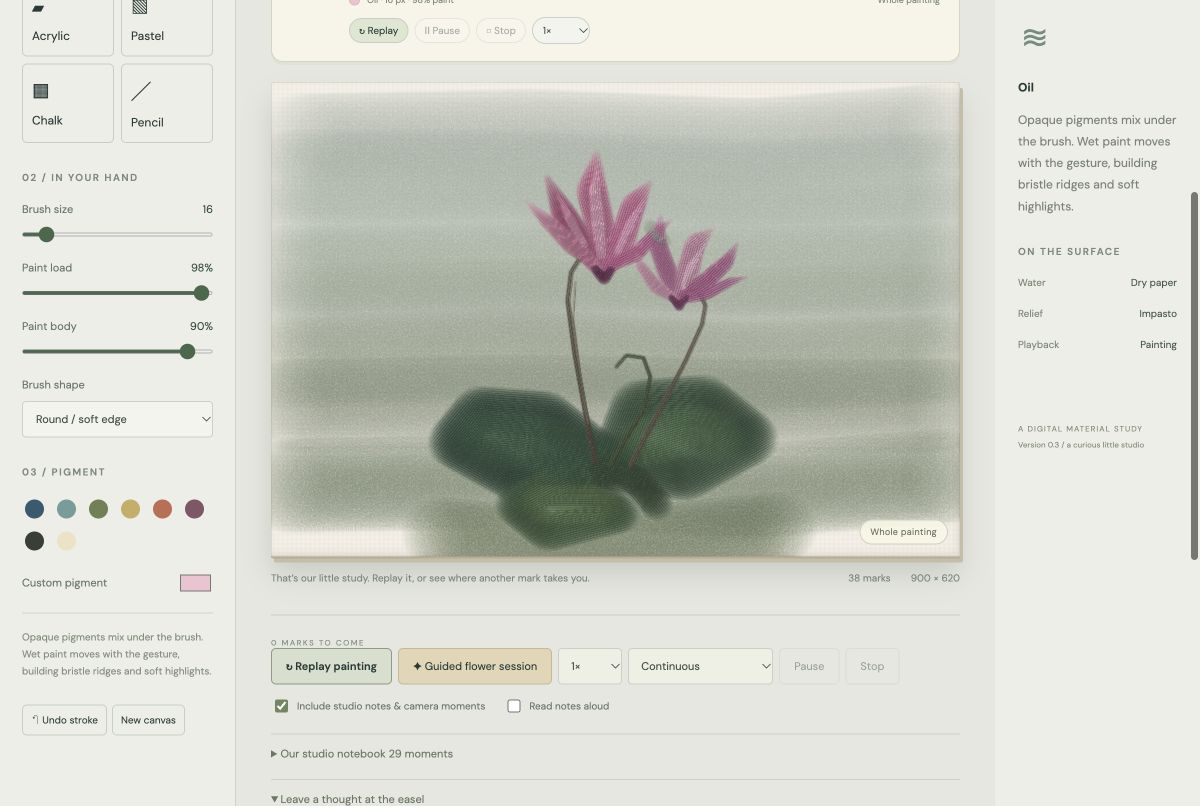 Acrylic
Pastel
Chalk
Pencil
02 / IN YOUR HAND
Brush size 16
Paint load 98%
Paint body 90%
Brush shape
Round / soft edge
03 / PIGMENT
Custom pigment
Opaque pigments mix under the brush.
Wet paint moves with the gesture,
building bristle ridges and soft highlights.
Undo stroke
New canvas
Oil · 16 px · 98% paint
Whole painting
↻ Replay
II Pause
□ Stop
1×
Whole painting
That's our little study. Replay it, or see where another mark takes you.
38 marks 900 × 620
0 MARKS TO COME
↻ Replay painting
✦ Guided flower session
1×
Continuous
Pause
Stop
Include studio notes & camera moments
Read notes aloud
▶ Our studio notebook 29 moments
▼ Leave a thought at the easel
Oil
Opaque pigments mix under
the brush. Wet paint moves
with the gesture, building
bristle ridges and soft
highlights.
ON THE SURFACE
Water Dry paper
Relief Impasto
Playback Painting
A DIGITAL MATERIAL STUDY
Version 0.3 / a curious little studio